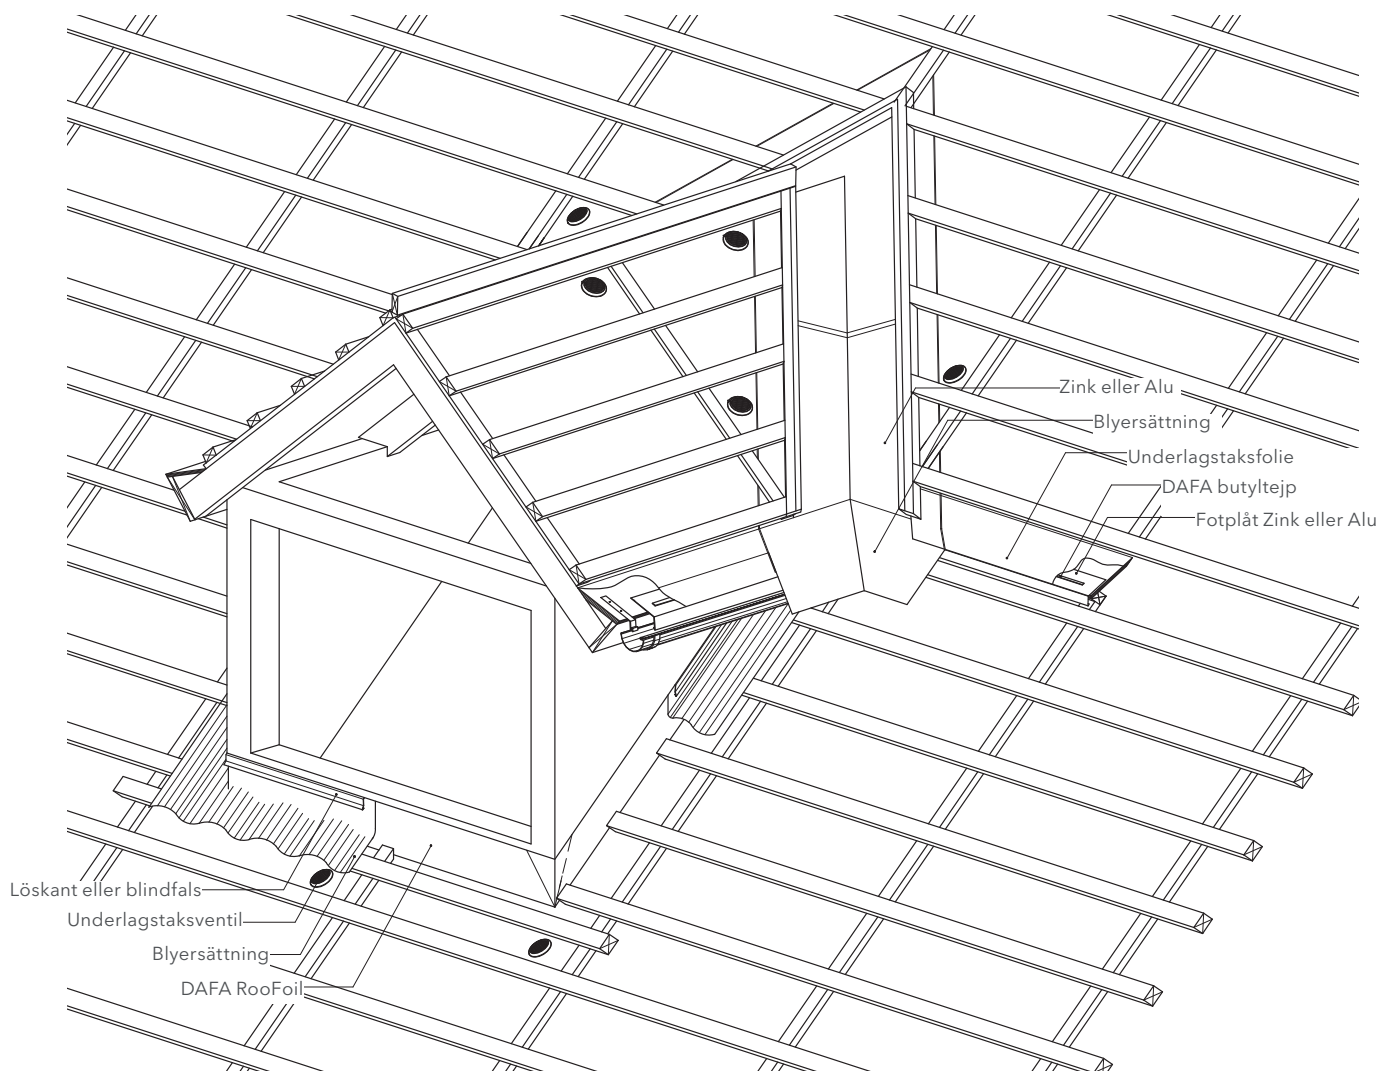 Zink eller Alu
Blyersättning
Underlagstaksfolie
DAFA butyltejp
Fotplåt Zink eller Alu
Löskant eller blindfals
Underlagstaksventil
Blyersättning
DAFA RooFoil